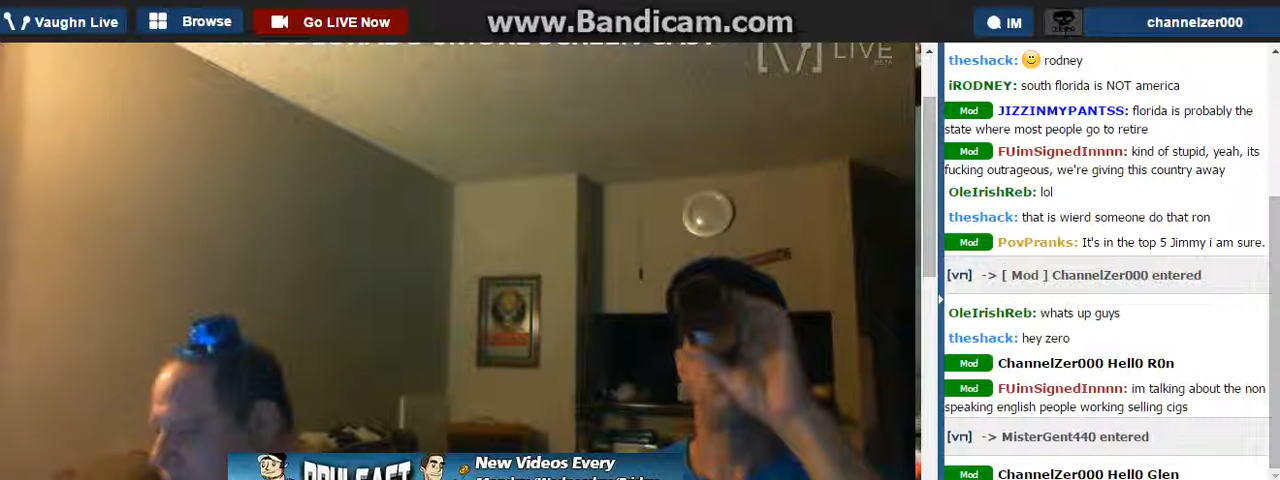 Vaughn Live
Browse
Go LIVE Now
www.Bandicam.com
IM
channelzer000
SCREEN CAST
[V] LIVE
BETA
theshack: rodney
iRODNEY: south florida is NOT america
Mod JIZZINMYPANTSS: florida is probably the
state where most people go to retire
Mod FUimSignedInnnn: kind of stupid, yeah, its
fucking outrageous, we're giving this country away
OleIrishReb: lol
theshack: that is wierd someone do that ron
Mod PovPranks: It's in the top 5 Jimmy i am sure.
[vn] -> [ Mod ] ChannelZer000 entered
OleIrishReb: whats up guys
theshack: hey zero
Mod ChannelZer000 Hell0 R0n
Mod FUimSignedInnnn: im talking about the non
speaking english people working selling cigs
[vn] -> MisterGent440 entered
Mod ChannelZer000 Hell0 Glen
New Videos Every